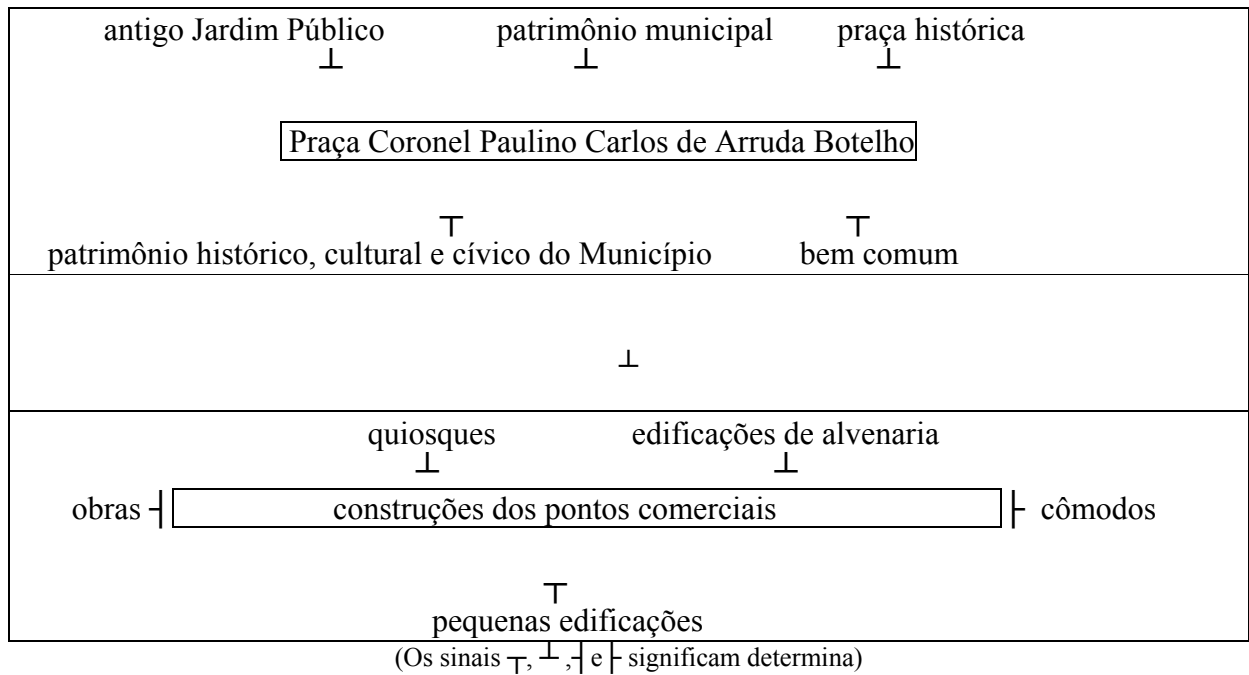 antigo Jardim Público patrimônio municipal praça histórica
┴ ┴ ┴
Praça Coronel Paulino Carlos de Arruda Botelho
┬ ┬
patrimônio histórico, cultural e cívico do Município bem comum
┴
quiosques edificações de alvenaria
┴ ┴
obras ┤ construções dos pontos comerciais ├ cômodos
┬
pequenas edificações
(Os sinais ┬, ┴ ,┤ e ├ significam determina)